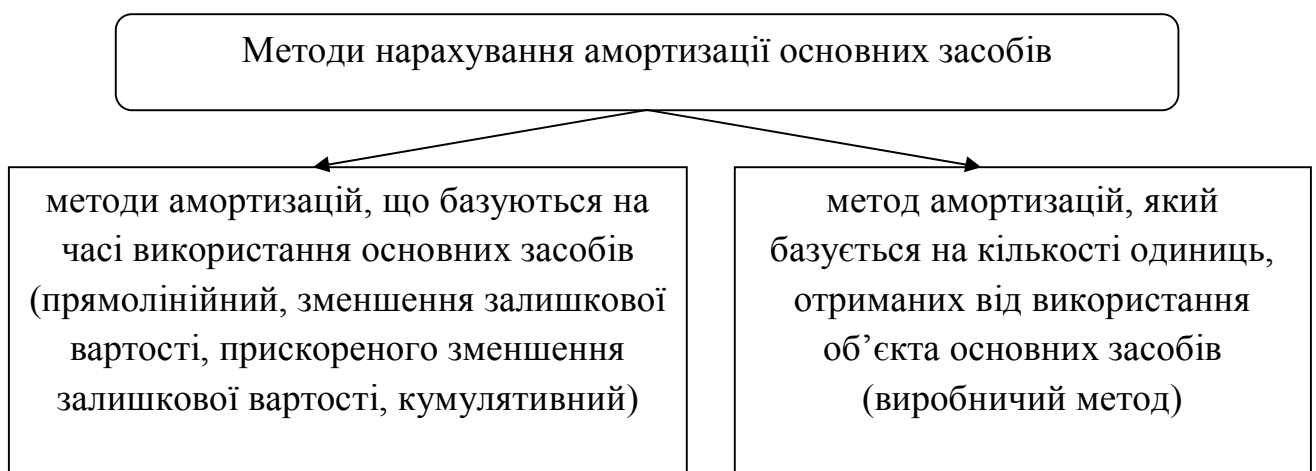 Методи нарахування амортизації основних засобів
методи амортизацій, що базуються на
часі використання основних засобів
(прямолінійний, зменшення залишкової
вартості, прискореного зменшення
залишкової вартості, кумулятивний)
метод амортизацій, який
базується на кількості одиниць,
отриманих від використання
об’єкта основних засобів
(виробничий метод)